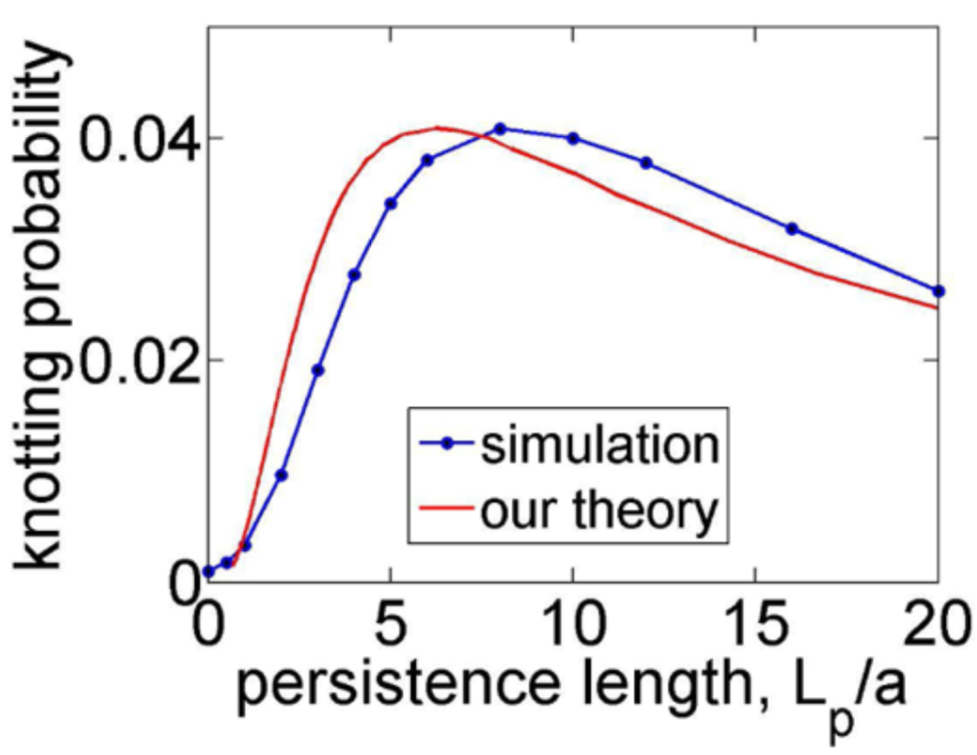 knotting probability
0.04
0.02
0
simulation
our theory
0 5 10 15 20
persistence length, Lp/a